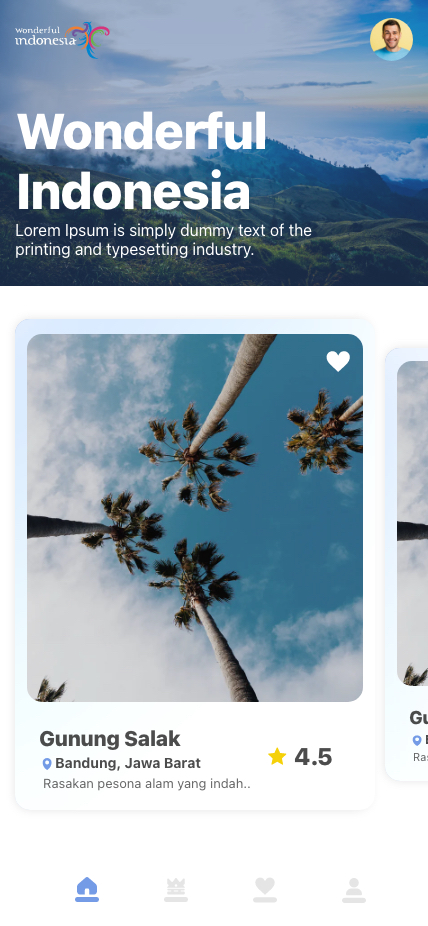 wonderful
indonesia
Wonderful
Indonesia
Lorem Ipsum is simply dummy text of the
printing and typesetting industry.
Gunung Salak
Bandung, Jawa Barat
Rasakan pesona alam yang indah..
4.5
Gu
Ras